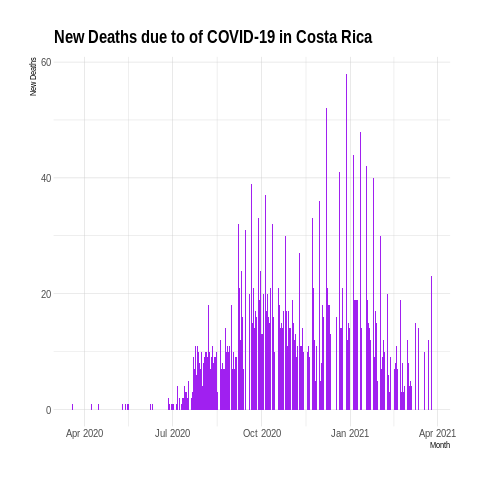 New Deaths due to of COVID-19 in Costa Rica
New Deaths
60
40
20
0
Apr 2020
Jul 2020
Oct 2020
Jan 2021
Apr 2021
Month